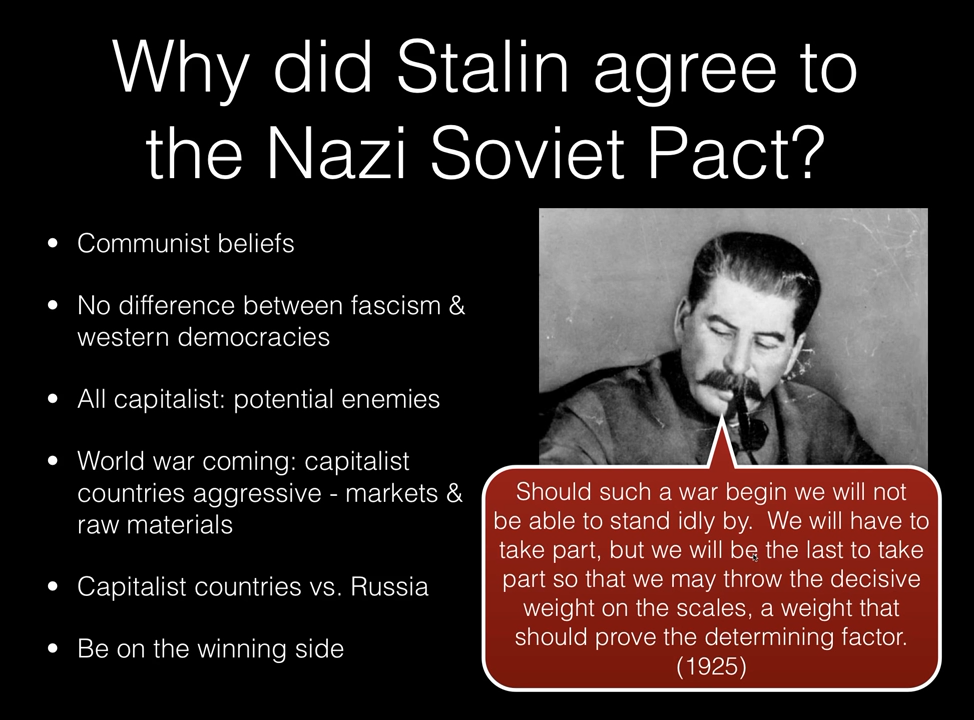 Why did Stalin agree to
the Nazi Soviet Pact?
• Communist beliefs
• No difference between fascism &
western democracies
• All capitalist: potential enemies
• World war coming: capitalist
countries aggressive - markets &
raw materials
• Capitalist countries vs. Russia
• Be on the winning side
Should such a war begin we will not
be able to stand idly by.  We will have to
take part, but we will be the last to take
part so that we may throw the decisive
weight on the scales, a weight that
should prove the determining factor.
(1925)